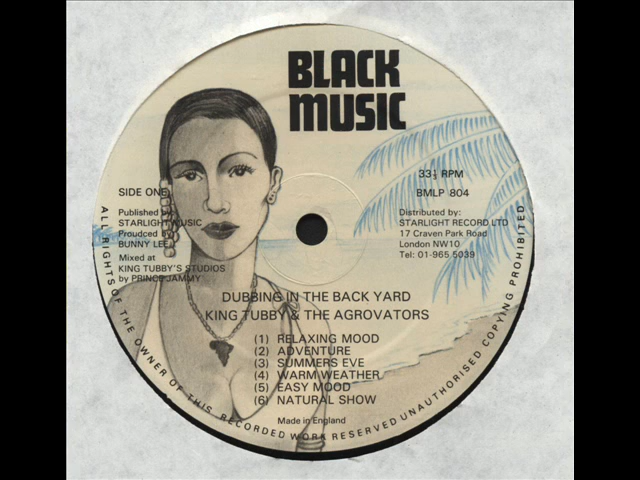 BLACK
MUSIC
33⅓ RPM
BMLP 804
SIDE ONE
Published by
STARLIGHT MUSIC
Proudced by
BUNNY LEE
Mixed at
KING TUBBY'S STUDIOS
by PRINCE JAMMY
Distributed by:
STARLIGHT RECORD LTD
17 Craven Park Road
London NW10
Tel: 01-965 5039
DUBBING IN THE BACK YARD
KING TUBBY & THE AGROVATORS
(1) RELAXING MOOD
(2) ADVENTURE
(3) SUMMERS EVE
(4) WARM WEATHER
(5) EASY MOOD
(6) NATURAL SHOW
Made in England
ALL RIGHTS OF THE OWNER OF THIS RECORDED WORK RESERVED UNAUTHORISED COPYING PROHIBITED